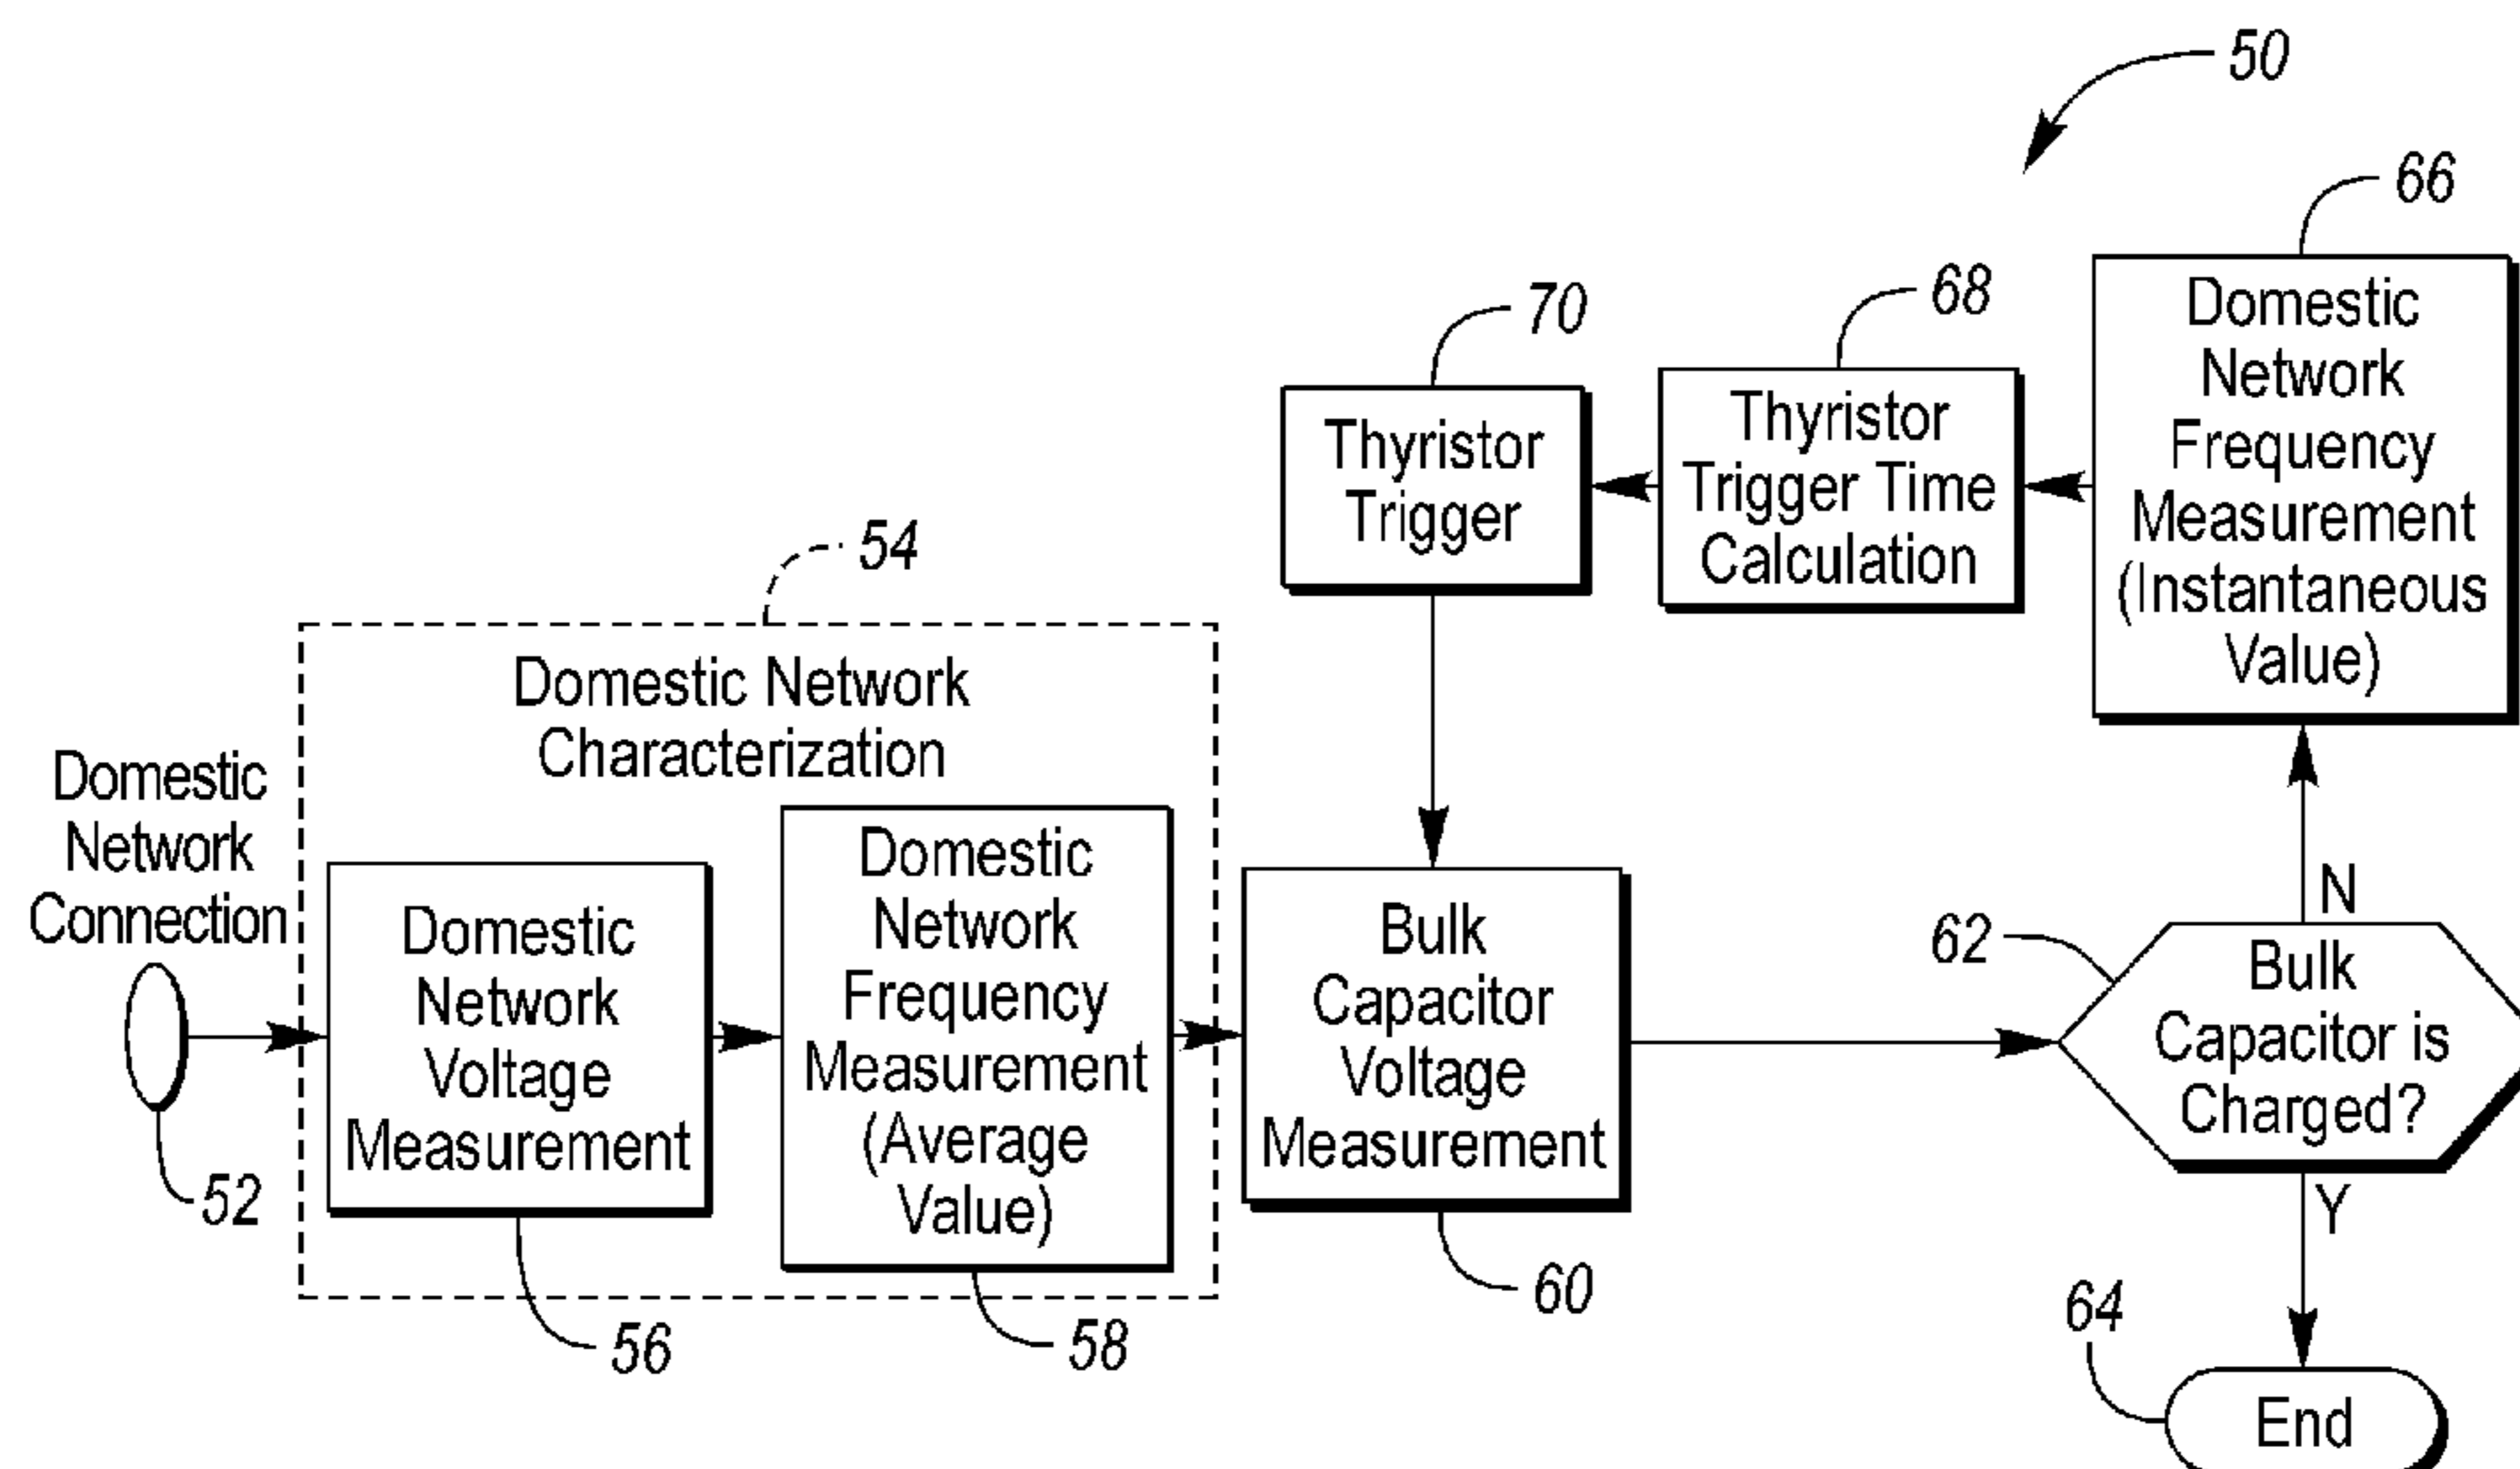 50
66
Domestic
Network
Frequency
Measurement
(Instantaneous
Value)
68
Thyristor
Trigger Time
Calculation
70
Thyristor
Trigger
54
Domestic Network
Characterization
Domestic
Network
Connection
52
Domestic
Network
Voltage
Measurement
56
Domestic
Network
Frequency
Measurement
(Average
Value)
58
Bulk
Capacitor
Voltage
Measurement
60
62
Bulk
Capacitor is
Charged?
N
Y
64
End